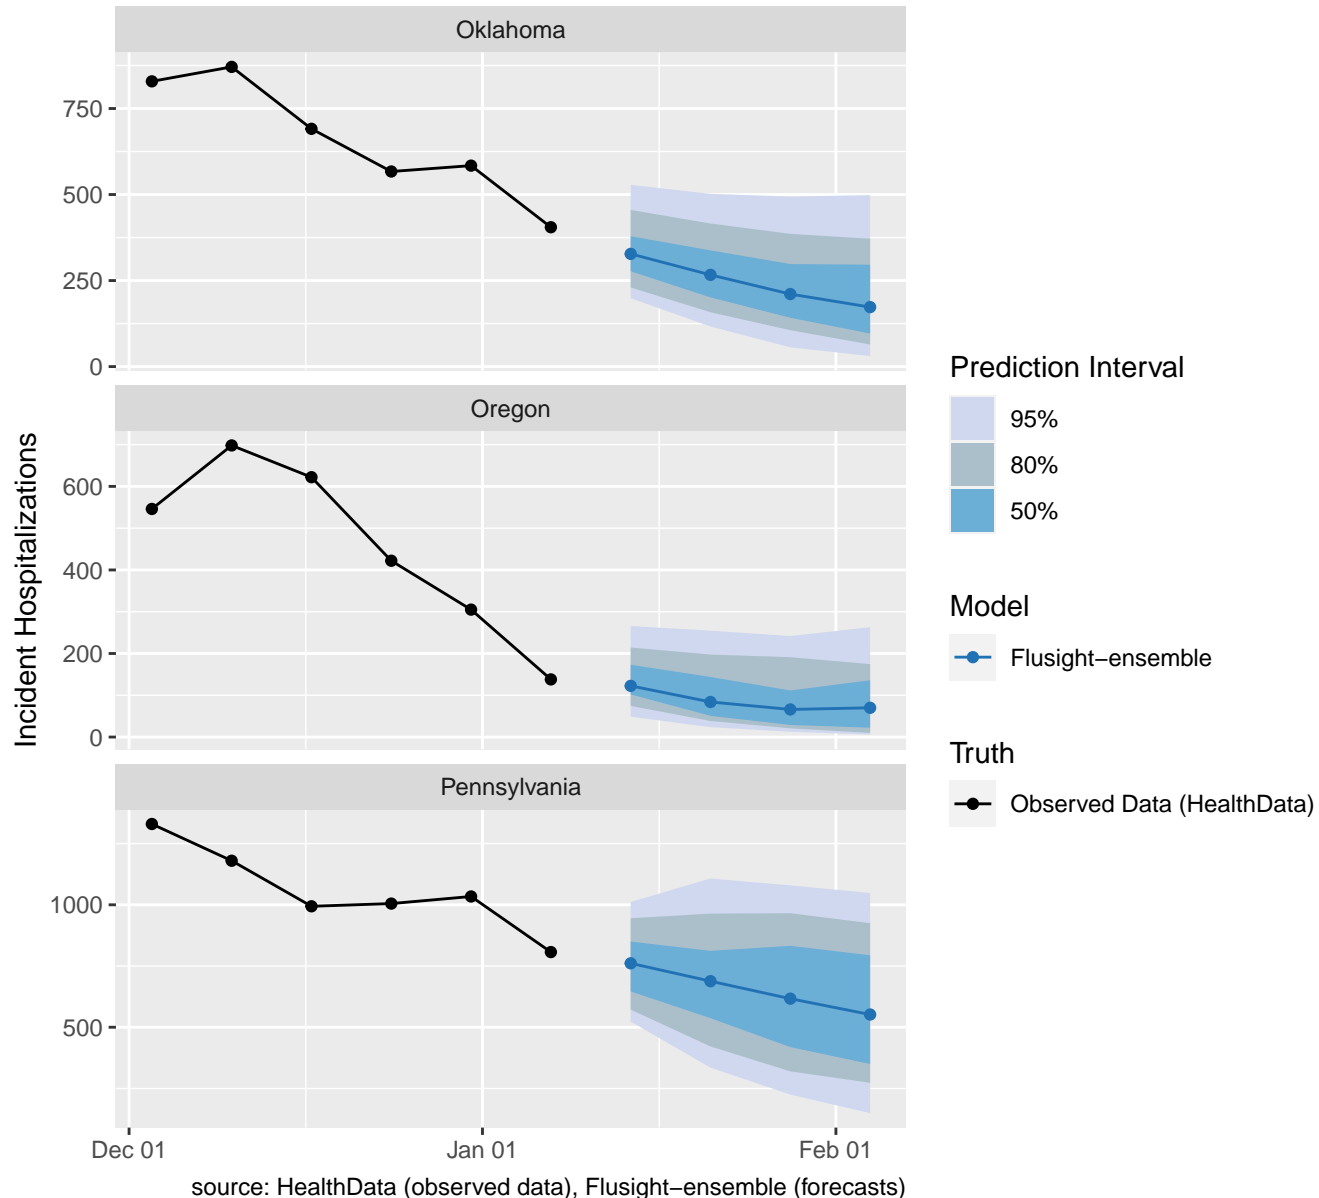 Oklahoma
750
500
250
0
Oregon
600
400
200
0
Pennsylvania
1000
500
Dec 01
Jan 01
Feb 01
Incident Hospitalizations
source: HealthData (observed data), Flusight−ensemble (forecasts)
Prediction Interval
95%
80%
50%
Model
Flusight−ensemble
Truth
Observed Data (HealthData)